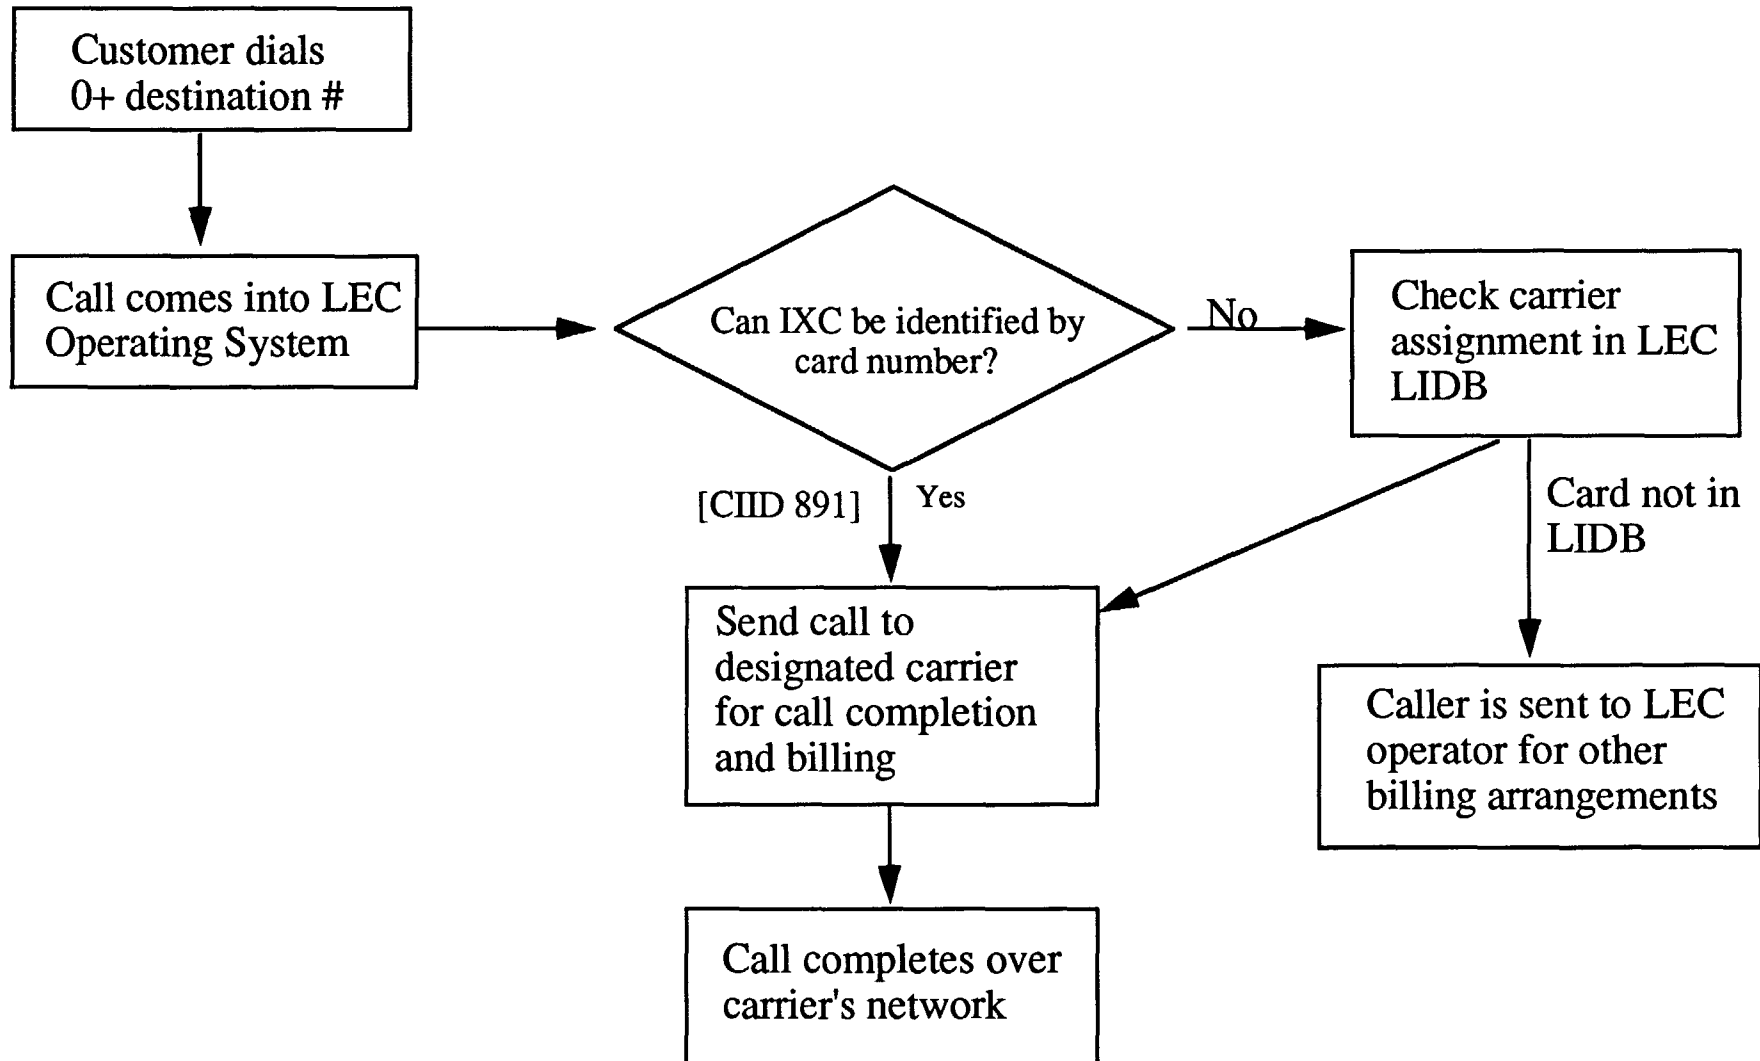 Customer dials
0+ destination #
Call comes into LEC
Operating System
Can IXC be identified by
card number?
No
Check carrier
assignment in LEC
LIDB
[CIID 891]
Yes
Card not in
LIDB
Send call to
designated carrier
for call completion
and billing
Caller is sent to LEC
operator for other
billing arrangements
Call completes over
carrier's network